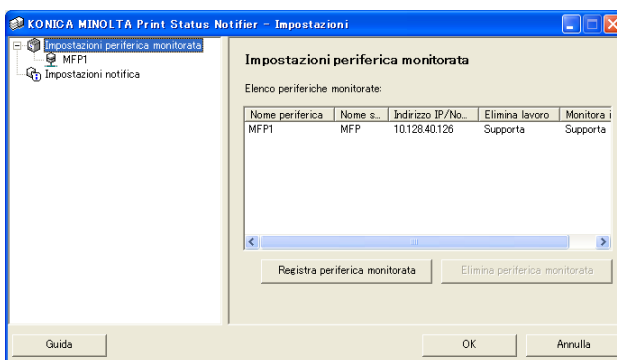 KONICA MINOLTA Print Status Notifier - Impostazioni
Impostazioni periferica monitorata
MFP1
Impostazioni notifica
Impostazioni periferica monitorata
Elenco periferiche monitorate:
Nome periferica Nome s... Indirizzo IP/No... Elimina lavoro Monitora i
MFP1 MFP 10.128.40.126 Supporta Supporta
Registra periferica monitorata Elimina periferica monitorata
Guida OK Annulla